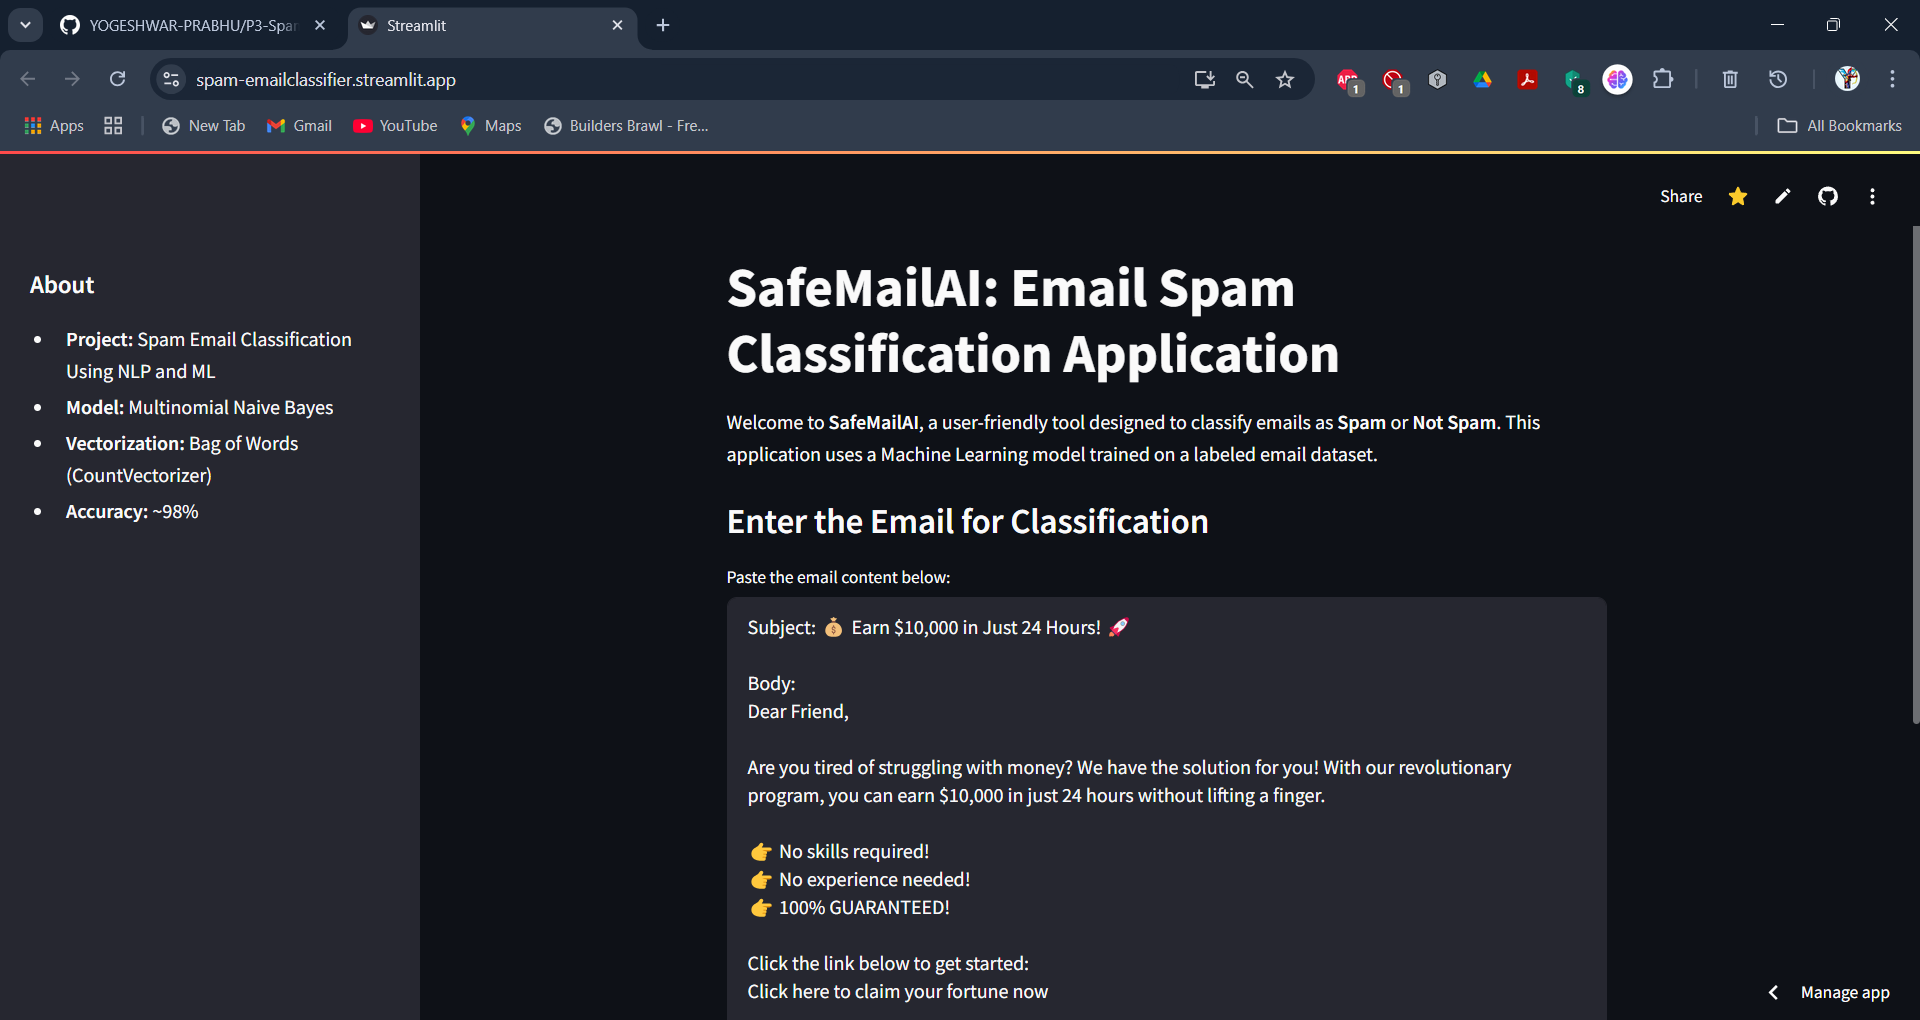 YOGESHWAR-PRABHU/P3-Spam
Streamlit
spam-emailclassifier.streamlit.app
ABP 1
1
8
Apps
New Tab
Gmail
YouTube
Maps
Builders Brawl - Fre...
All Bookmarks
Share
About
• Project: Spam Email Classification
Using NLP and ML
• Model: Multinomial Naive Bayes
• Vectorization: Bag of Words
(CountVectorizer)
• Accuracy: ~98%
SafeMailAI: Email Spam
Classification Application
Welcome to SafeMailAI, a user-friendly tool designed to classify emails as Spam or Not Spam. This
application uses a Machine Learning model trained on a labeled email dataset.
Enter the Email for Classification
Paste the email content below:
Subject: 💰 Earn $10,000 in Just 24 Hours! 🚀
Body:
Dear Friend,
Are you tired of struggling with money? We have the solution for you! With our revolutionary
program, you can earn $10,000 in just 24 hours without lifting a finger.
👉 No skills required!
👉 No experience needed!
👉 100% GUARANTEED!
Click the link below to get started:
Click here to claim your fortune now
Manage app